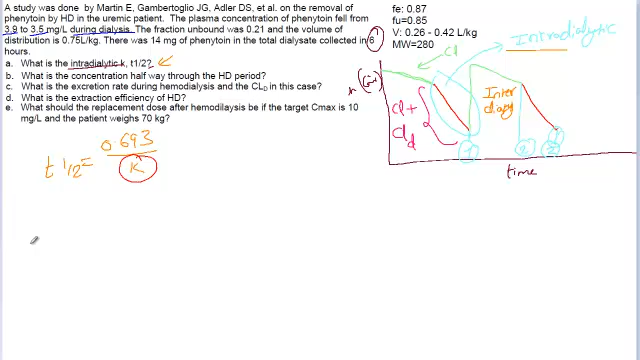 A study was done by Martin E, Gambertoglio JG, Adler DS, et al. on the removal of
phenytoin by HD in the uremic patient. The plasma concentration of phenytoin fell from
3.9 to 3.5 mg/L during dialysis. The fraction unbound was 0.21 and the volume of
distribution is 0.75L/kg. There was 14 mg of phenytoin in the total dialysate collected in 6
hours.
a. What is the intradialytic k, t1/2?
b. What is the concentration half way through the HD period?
c. What is the excretion rate during hemodialysis and the CLD in this case?
d. What is the extraction efficiency of HD?
e. What should the replacement dose after hemodilaysis be if the target Cmax is 10
mg/L and the patient weighs 70 kg?
fe: 0.87
fu=0.85
V: 0.26 - 0.42 L/kg
MW=280
Intradialytic
Cl
Cl +
Cld
Inter
dialy
1
2
2
time
t 1/2 = 0.693
K